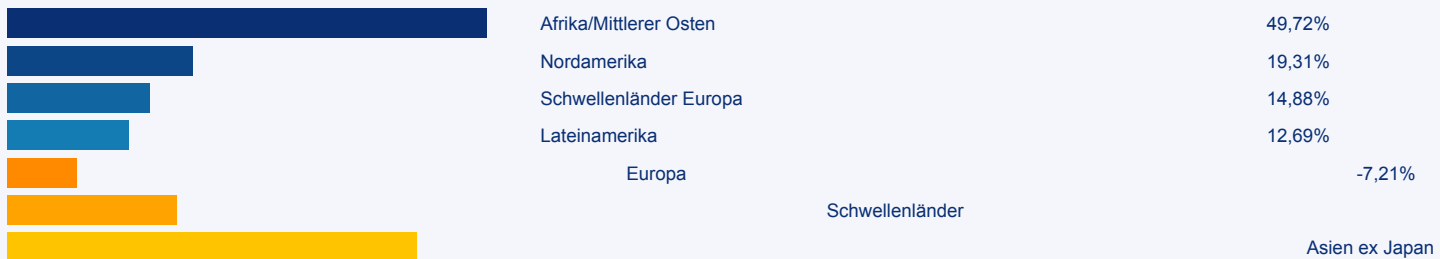 Afrika/Mittlerer Osten 49,72%
Nordamerika 19,31%
Schwellenländer Europa 14,88%
Lateinamerika 12,69%
Europa -7,21%
Schwellenländer
Asien ex Japan